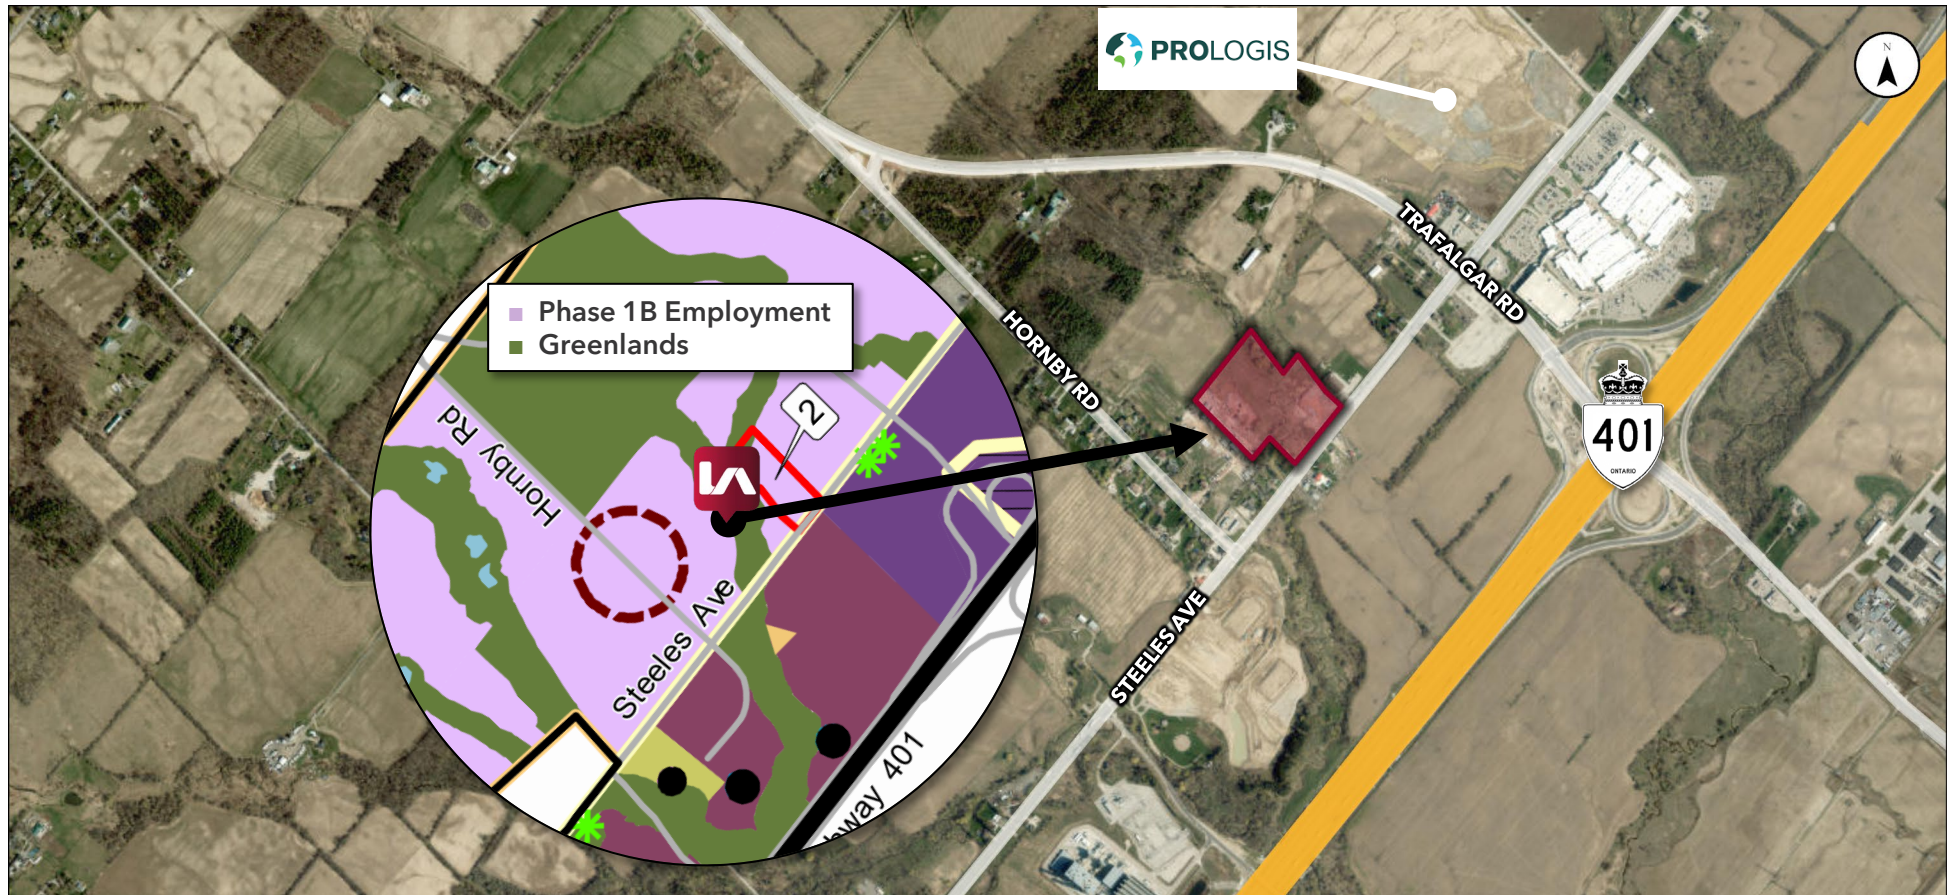 PROLOGIS
N
TRAFALGAR RD
HORNBY RD
Phase 1B Employment
Greenlands
401
ONTARIO
2
Hornby Rd
Steeles Ave
STEELES AVE
hway 401